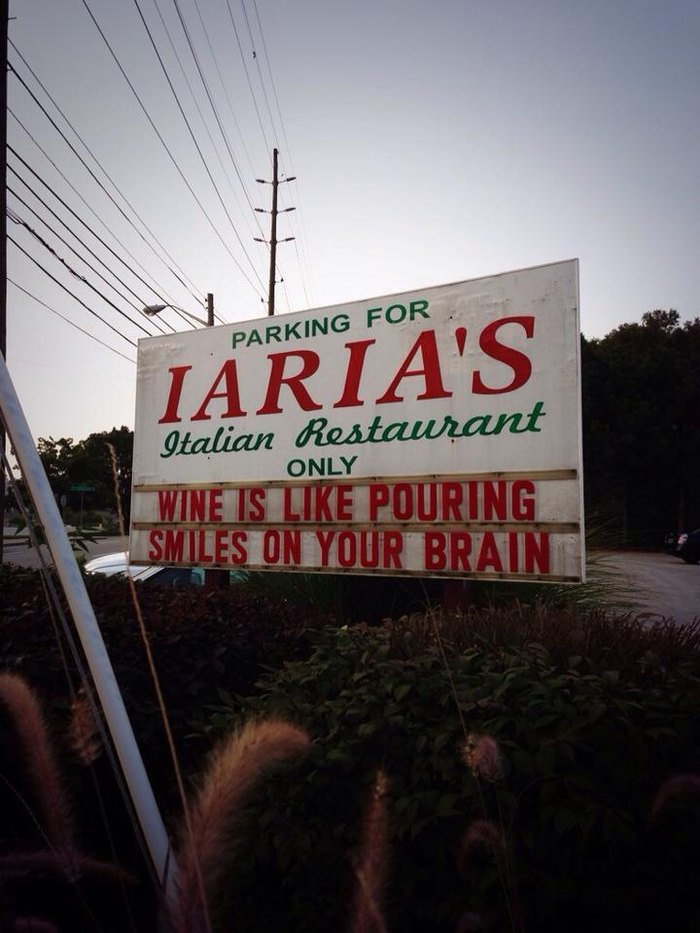 PARKING FOR
IARIA'S
Italian Restaurant
ONLY
WINE IS LIKE POURING
SMILES ON YOUR BRAIN